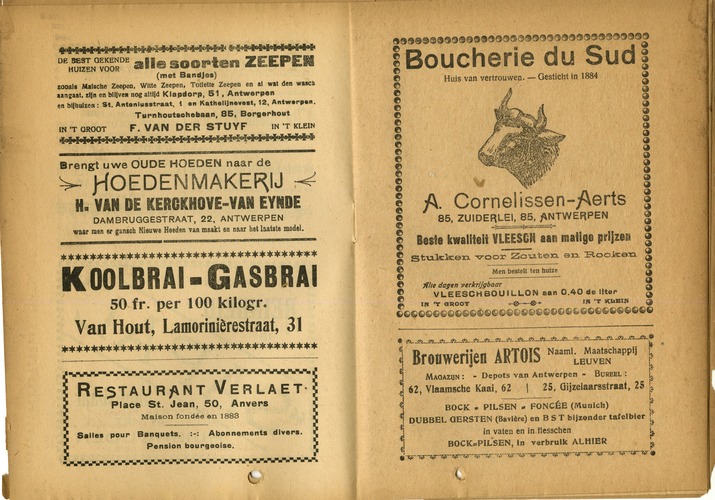 DE BEST GEKENDE
HUIZEN VOOR
alle soorten ZEEPEN
(met Bandjes)
zooals Malsche Zeepen, Witte Zeepen, Toilette Zeepen en al wat den wasch
aangaat, zijn en blijven nog altijd Klapdorp, 51, Antwerpen
en bijhuizen: St. Antoniusstraat, 1 en Kathelijnevest, 12, Antwerpen.
Turnhoutschebaan, 85, Borgerhout
IN 'T GROOT F. VAN DER STUYF IN 'T KLEIN
Brengt uwe OUDE HOEDEN naar de
HOEDENMAKERIJ
H. VAN DE KERCKHOVE-VAN EYNDE
DAMBRUGGESTRAAT, 22, ANTWERPEN
waar men er gansch Nieuwe Hoeden van maakt en naar het laatste model.
KOOLBRAI - GASBRAI
50 fr. per 100 kilogr.
Van Hout, Lamorinièrestraat, 31
RESTAURANT VERLAET
Place St. Jean, 50, Anvers
Maison fondée en 1883
Salles pour Banquets. :-: Abonnements divers.
Pension bourgeoise.
Boucherie du Sud
Huis van vertrouwen. — Gesticht in 1884
A. Cornelissen-Aerts
85, ZUIDERLEI, 85, ANTWERPEN
Beste kwaliteit VLEESCH aan matige prijzen
Stukken voor Zouten en Rooken
Men bestelt ten huize
Alle dagen verkrijgbaar
VLEESCHBOUILLON aan 0.40 de liter
IN 'T GROOT IN 'T KLEIN
Brouwerijen ARTOIS Naaml. Maatschappij
LEUVEN
MAGAZIJN: - Depots van Antwerpen - BUREEL:
62, Vlaamsche Kaai, 62 | 25, Gijzelaarsstraat, 25
BOCK - PILSEN - FONCÉE (Munich)
DUBBEL GERSTEN (Bavière) en B S T bijzonder tafelbier
in vaten en in flesschen
BOCK-PILSEN, in verbruik ALHIER